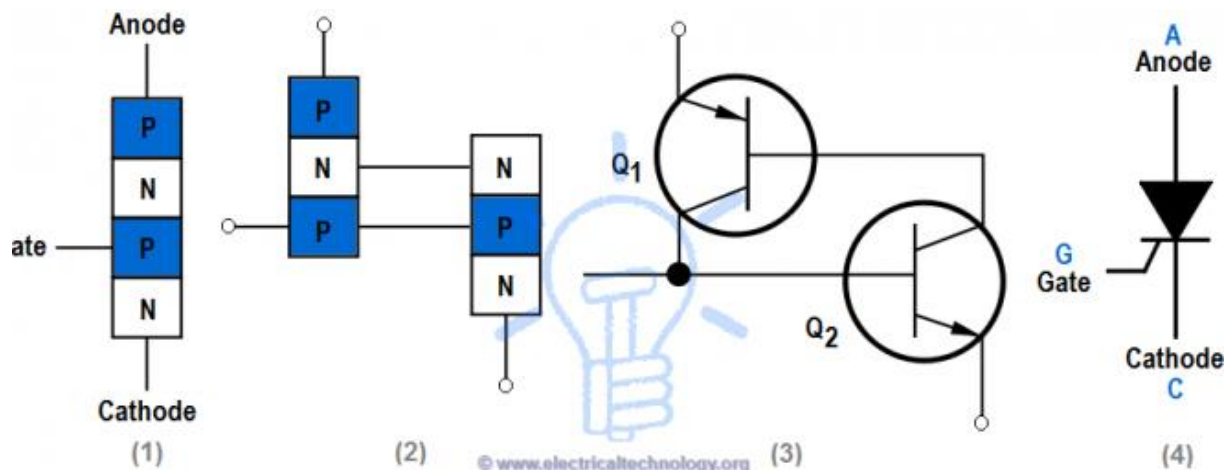 Anode
P
N
P
N
ate
Cathode
(1)
P
N
P
N
P
N
(2)
Q1
Q2
(3)
A
Anode
G
Gate
Cathode
C
(4)
© www.electricaltechnology.org